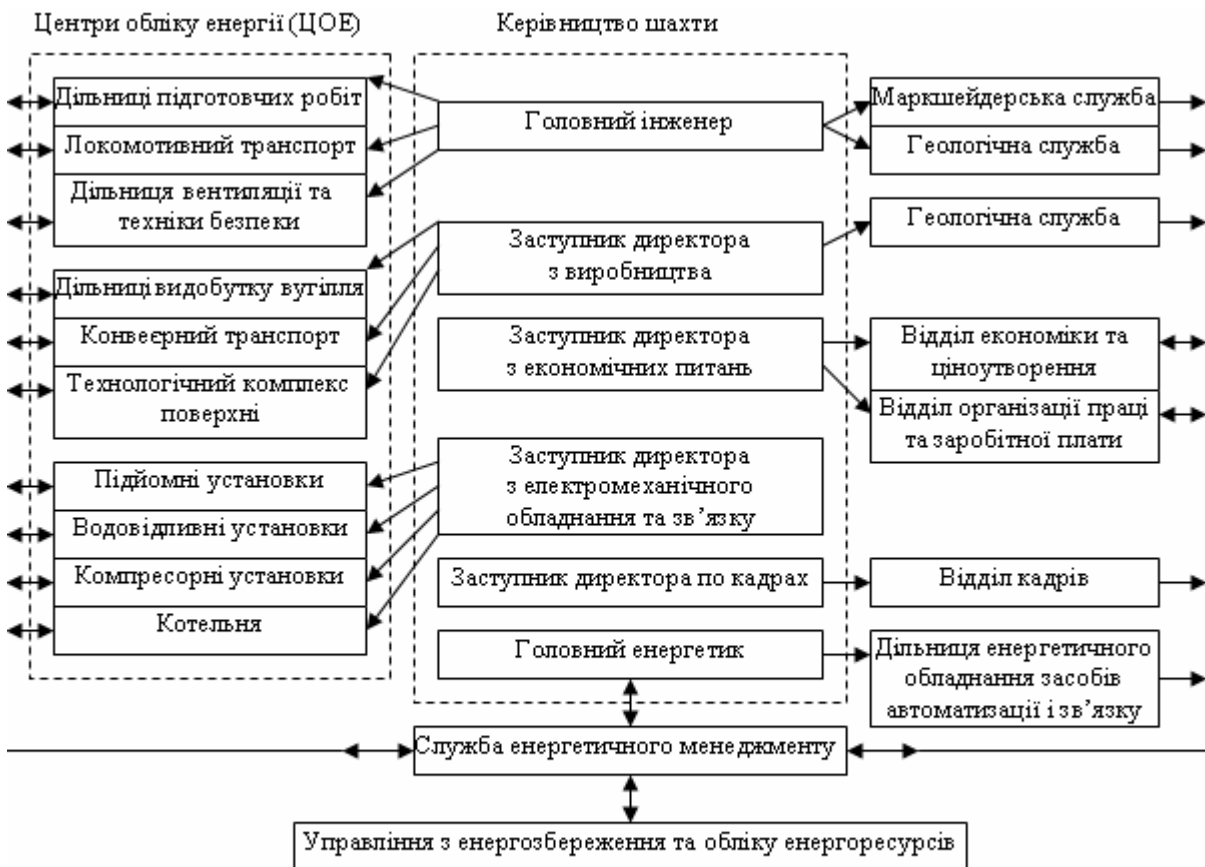 Центри обліку енергії (ЦОЕ)
Керівництво шахти
Дільниці підготовчих робіт
Локомотивний транспорт
Дільниця вентиляції та
техніки безпеки
Дільниці видобутку вугілля
Конвеєрний транспорт
Технологічний комплекс
поверхні
Підйомні установки
Водовідливні установки
Компресорні установки
Котельня
Головний інженер
Заступник директора
з виробництва
Заступник директора
з економічних питань
Заступник директора
з електромеханічного
обладнання та зв’язку
Заступник директора по кадрах
Головний енергетик
Маркшейдерська служба
Геологічна служба
Геологічна служба
Відділ економіки та
ціноутворення
Відділ організації праці
та заробітної плати
Відділ кадрів
Дільниця енергетичного
обладнання засобів
автоматизації і зв’язку
Служба енергетичного менеджменту
Управління з енергозбереження та обліку енергоресурсів